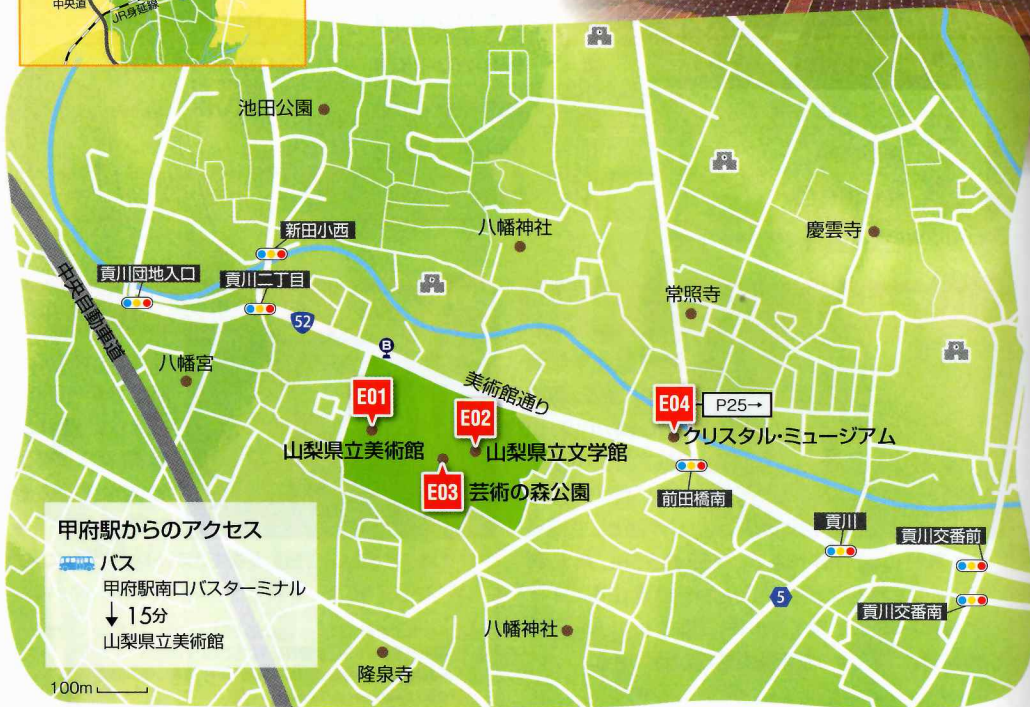 中央道
JR身延線
池田公園
新田小西
八幡神社
慶雲寺
貢川団地入口
貢川二丁目
常照寺
中央自動車道
52
B
八幡宮
美術館通り
E01
E02
E04
P25→
クリスタル・ミュージアム
山梨県立美術館
山梨県立文学館
E03
芸術の森公園
前田橋南
貢川
貢川交番前
甲府駅からのアクセス
バス
甲府駅南口バスターミナル
↓ 15分
山梨県立美術館
5
貢川交番南
八幡神社
隆泉寺
100m